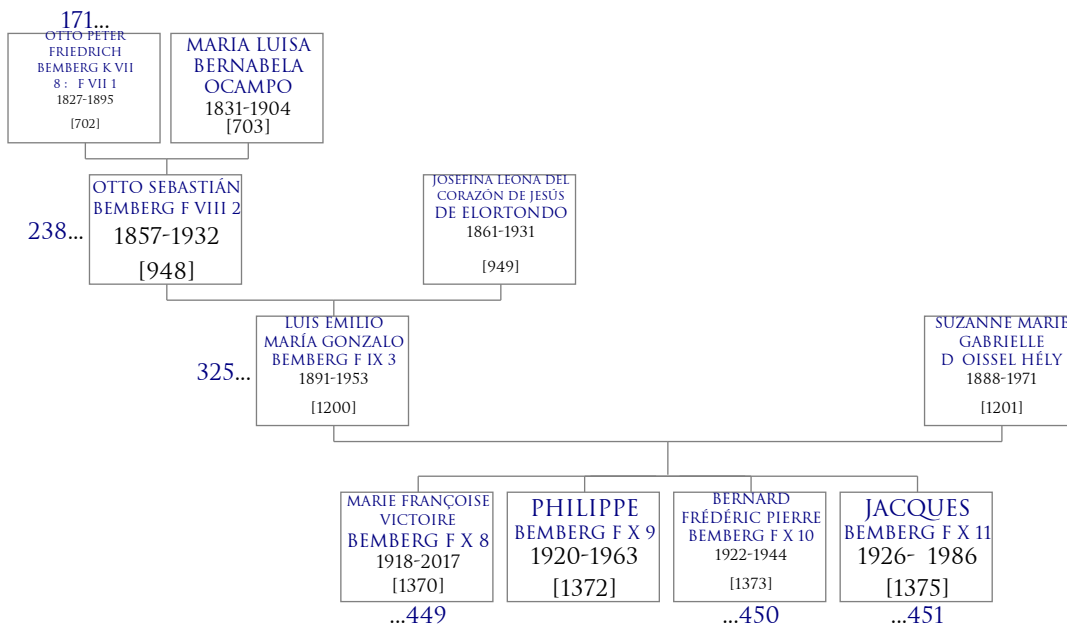 171...
OTTO PETER
FRIEDRICH
BEMBERG K VII
8 : F VII 1
1827-1895
[702]
MARIA LUISA
BERNABELA
OCAMPO
1831-1904
[703]
238...
OTTO SEBASTIÁN
BEMBERG F VIII 2
1857-1932
[948]
JOSEFINA LEONA DEL
CORAZÓN DE JESÚS
DE ELORTONDO
1861-1931
[949]
325...
LUIS EMILIO
MARÍA GONZALO
BEMBERG F IX 3
1891-1953
[1200]
SUZANNE MARIE
GABRIELLE
D OISSEL HÉLY
1888-1971
[1201]
MARIE FRANÇOISE
VICTOIRE
BEMBERG F X 8
1918-2017
[1370]
...449
PHILIPPE
BEMBERG F X 9
1920-1963
[1372]
BERNARD
FRÉDÉRIC PIERRE
BEMBERG F X 10
1922-1944
[1373]
...450
JACQUES
BEMBERG F X 11
1926- 1986
[1375]
...451